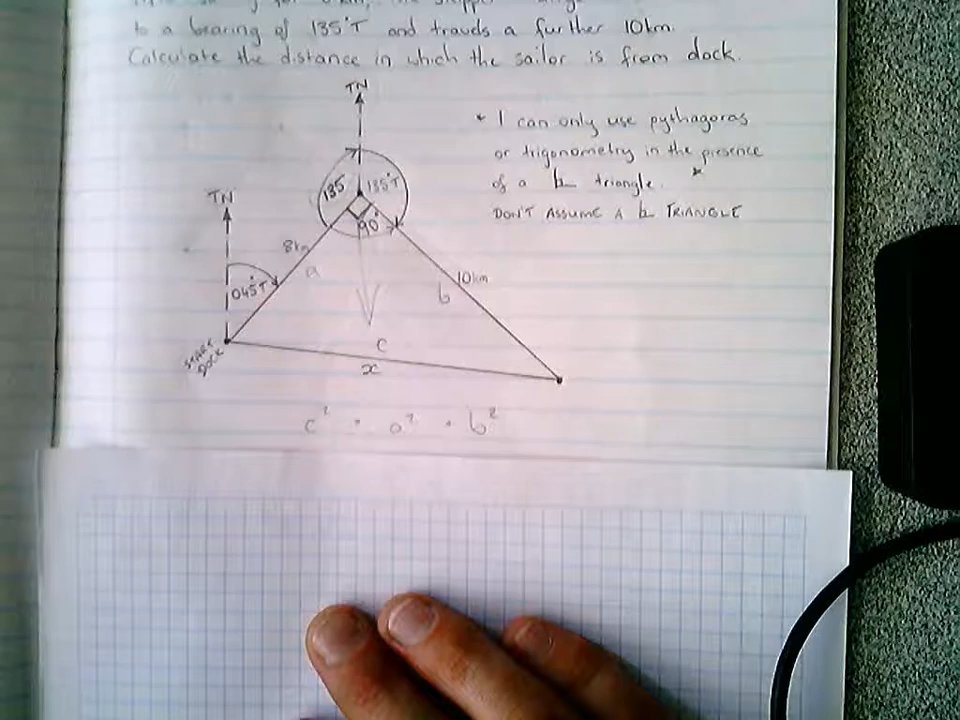 to a bearing of 135°T and travels a further 10km.
Calculate the distance in which the sailor is from dock.
TN
* I can only use pythagoras
or trigonometry in the presence
of a triangle. *
DON'T ASSUME A TRIANGLE
TN
135
135°T
90°
8km
a
045°T
10km
b
START
DOCK
c
x
c² = a² + b²